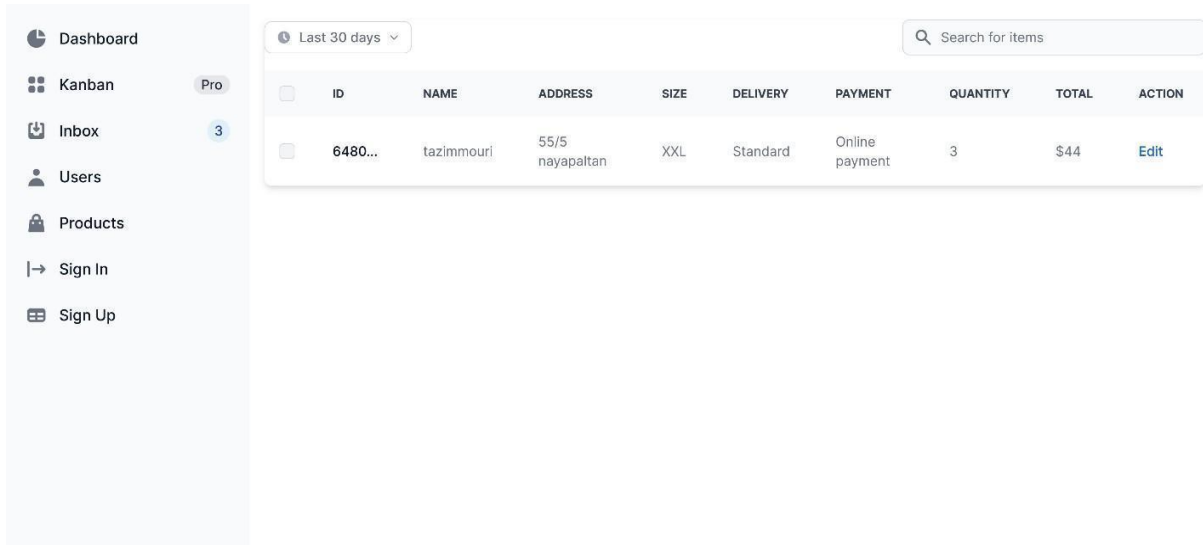 Dashboard
Kanban Pro
Inbox 3
Users
Products
Sign In
Sign Up
Last 30 days
Search for items
ID NAME ADDRESS SIZE DELIVERY PAYMENT QUANTITY TOTAL ACTION
6480... tazimmouri 55/5 nayapaltan XXL Standard Online payment 3 $44 Edit